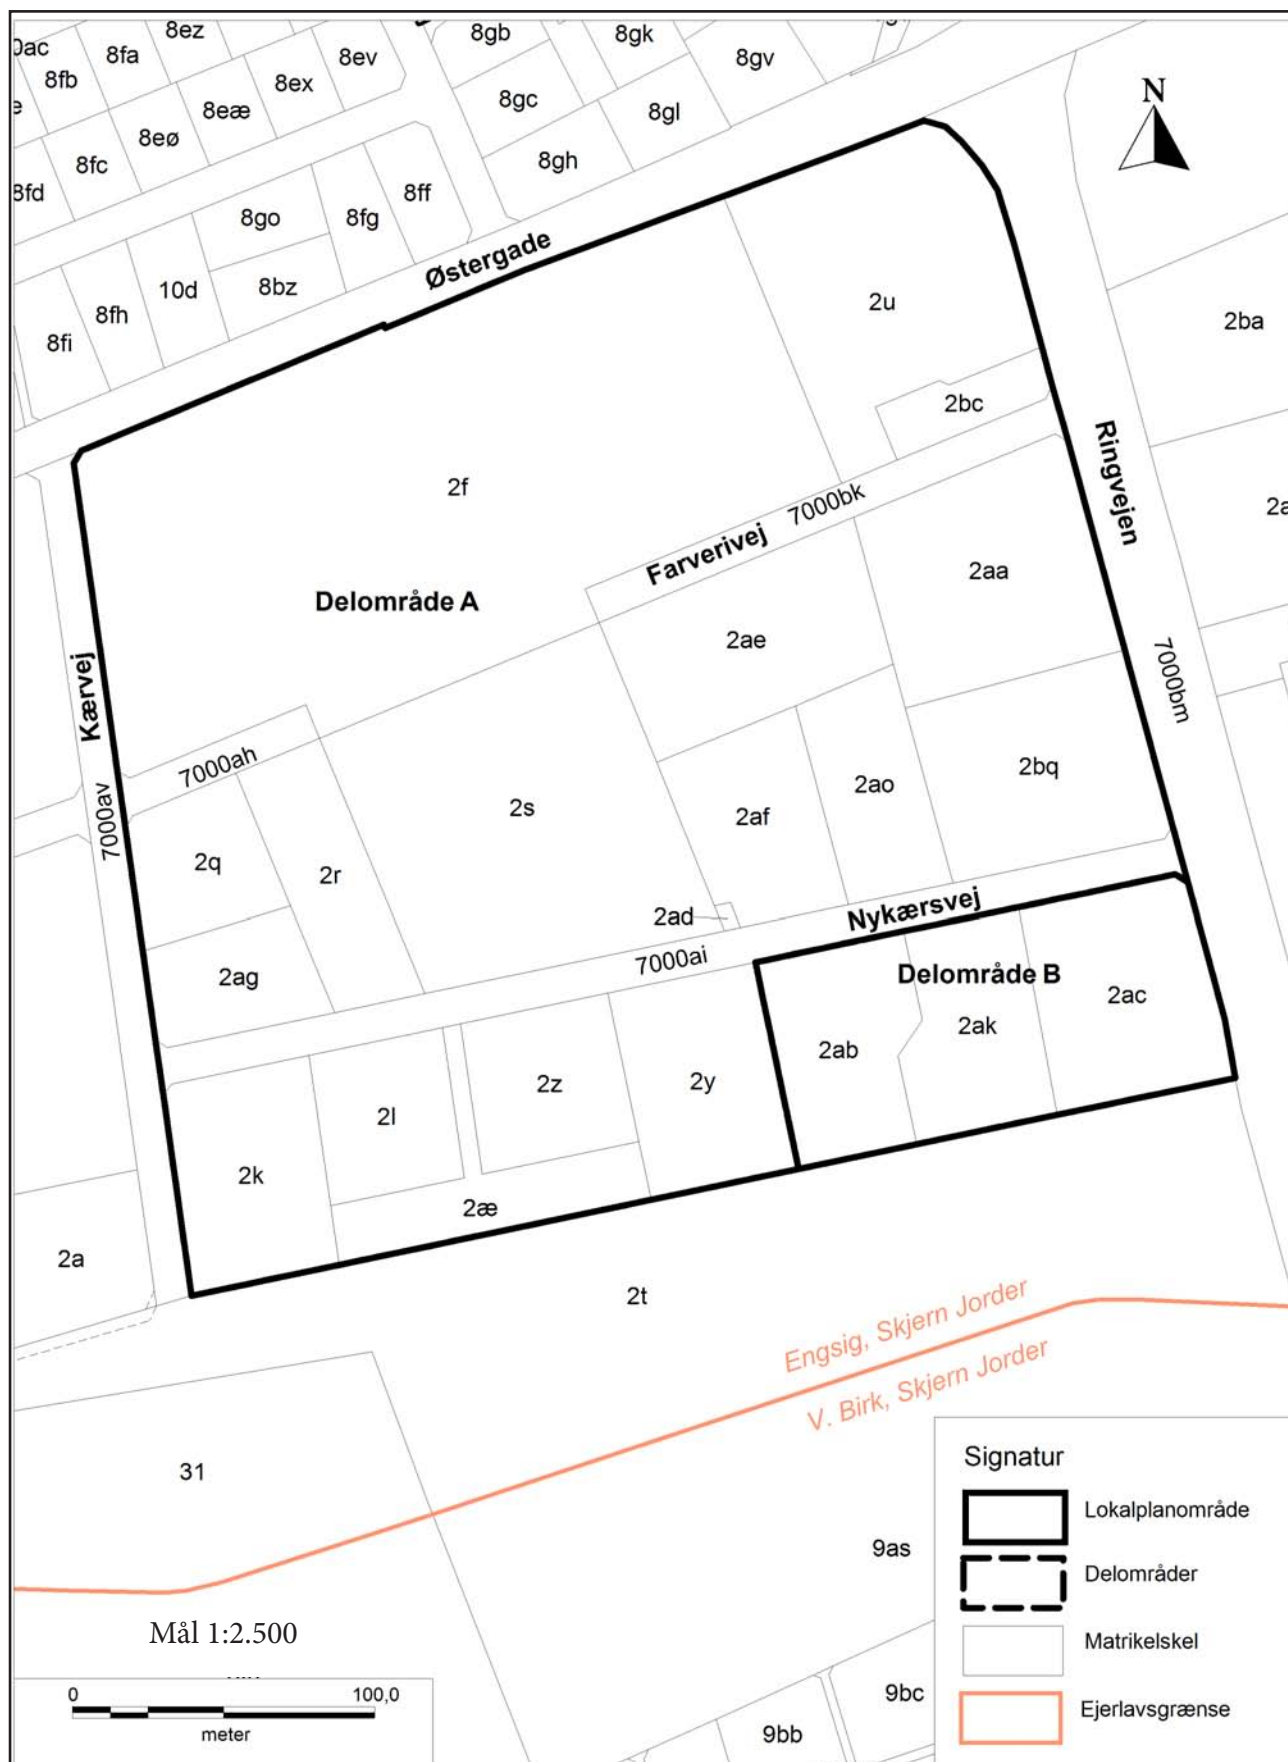 8ez
0ac
8fa
8gb
8gk
8ev
8gv
8fb
8ex
8gc
8eæ
8gl
8eø
8fc
8gh
8fd
8ff
8go
8fg
N
Østergade
8bz
10d
8fh
8fi
2u
2ba
2bc
Ringvejen
2f
7000bk
Farverivej
2aa
Delområde A
2ae
Kærvej
7000bm
7000ah
2bq
2ao
2s
2af
7000av
2q
2r
2ad
Nykærsvej
7000ai
2ag
Delområde B
2ac
2ak
2ab
2z
2y
2l
2k
2æ
2a
2t
Engsig, Skjern Jorder
V. Birk, Skjern Jorder
31
9as
9bc
9bb
Signatur
Lokalplanområde
Delområder
Matrikelskel
Ejerlavsgrænse
Mål 1:2.500
0 100,0
meter